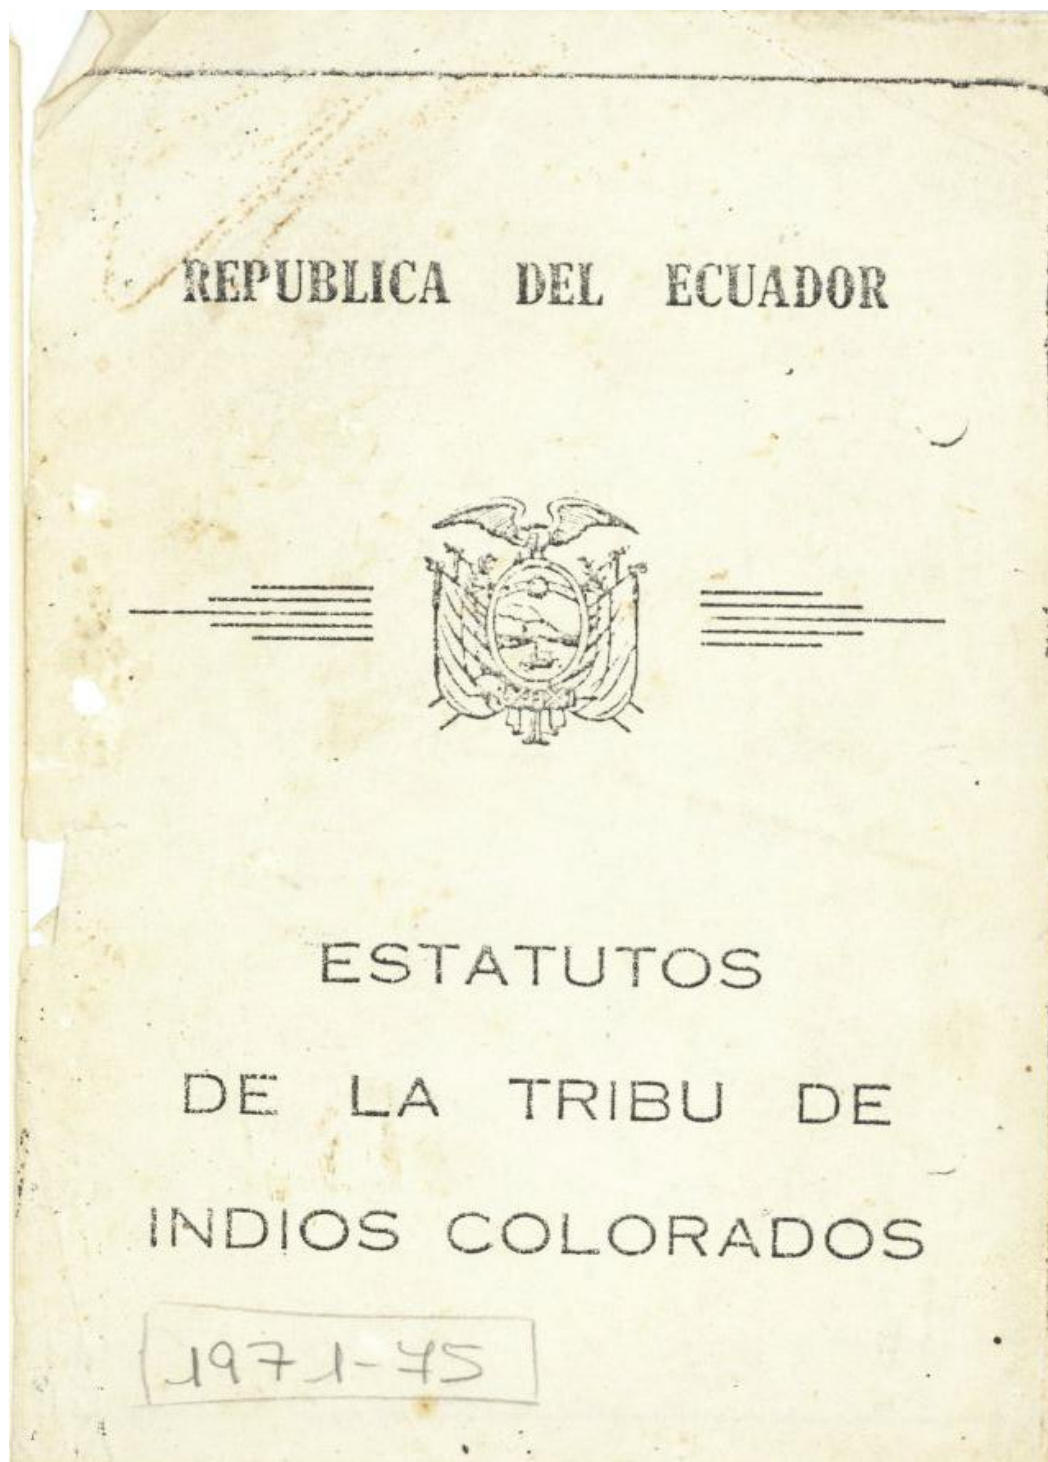 REPUBLICA DEL ECUADOR
ESTATUTOS
DE LA TRIBU DE
INDIOS COLORADOS
1971-75